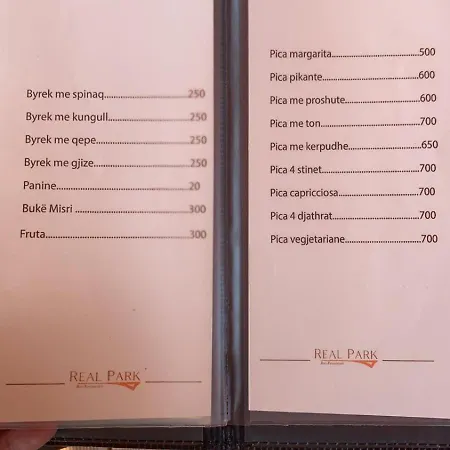 Byrek me spinaq........................250
Byrek me kungull.......................250
Byrek me qepe..........................250
Byrek me gjize.........................250
Panine.................................20
Bukë Misri .............................300
Fruta..................................300
REAL PARK
Pica margarita.........................500
Pica pikante...........................600
Pica me proshute.......................600
Pica me ton............................700
Pica me kerpudhe.......................650
Pica 4 stinet..........................700
Pica capricciosa.......................700
Pica 4 djathrat........................700
Pica vegjetariane......................700
REAL PARK